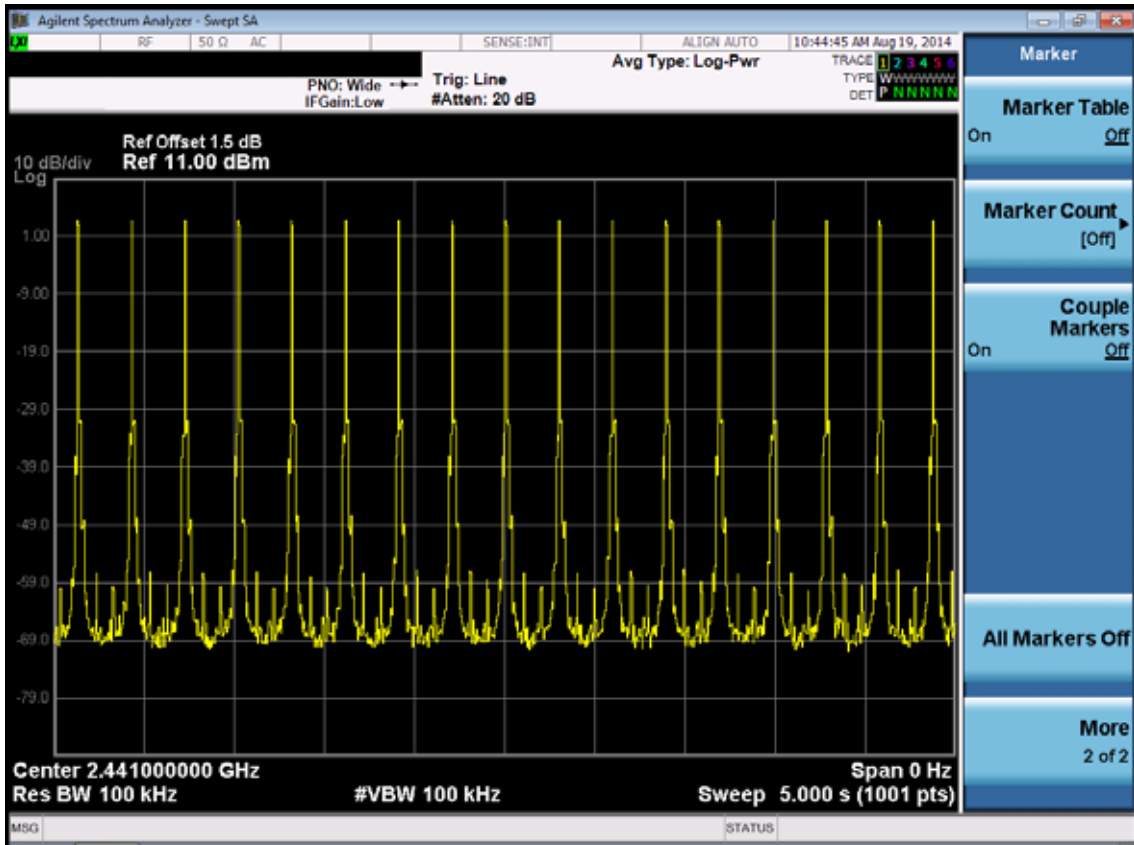 Agilent Spectrum Analyzer - Swept SA
LXI RF 50 Ω AC SENSE:INT ALIGN AUTO 10:44:45 AM Aug 19, 2014
Marker
Avg Type: Log-Pwr
TRACE 1 2 3 4 5 6
PNO: Wide
Trig: Line
TYPE WWWWWWW
IFGain:Low
#Atten: 20 dB
DET P N N N N N
Marker Table
On Off
Ref Offset 1.5 dB
10 dB/div Ref 11.00 dBm
Log
Marker Count
[Off]
1.00
-9.00
-19.0
-29.0
-39.0
-49.0
-59.0
-69.0
-79.0
Couple
Markers
On Off
All Markers Off
More
2 of 2
Center 2.441000000 GHz Span 0 Hz
Res BW 100 kHz #VBW 100 kHz Sweep 5.000 s (1001 pts)
MSG STATUS